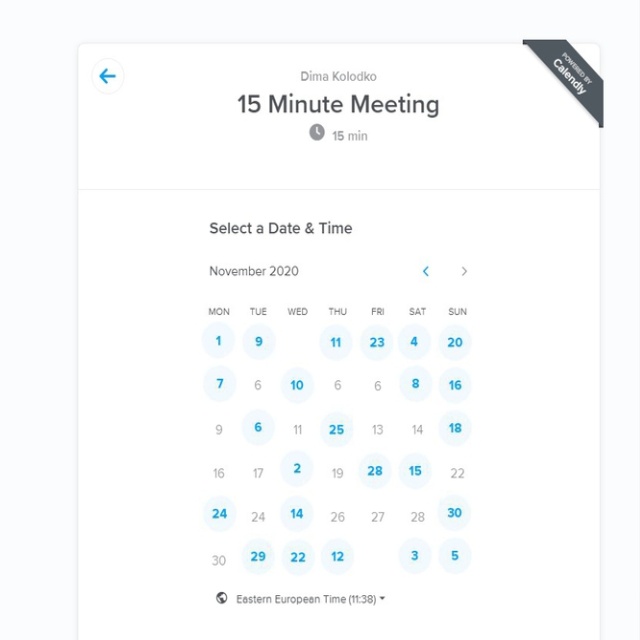 Dima Kolodko
15 Minute Meeting
15 min
POWERED BY
Calendly
Select a Date & Time
November 2020
MON TUE WED THU FRI SAT SUN
1 9 11 23 4 20
7 6 10 6 6 8 16
9 6 11 25 13 14 18
16 17 2 19 28 15 22
24 24 14 26 27 28 30
30 29 22 12 3 5
Eastern European Time (11:38)